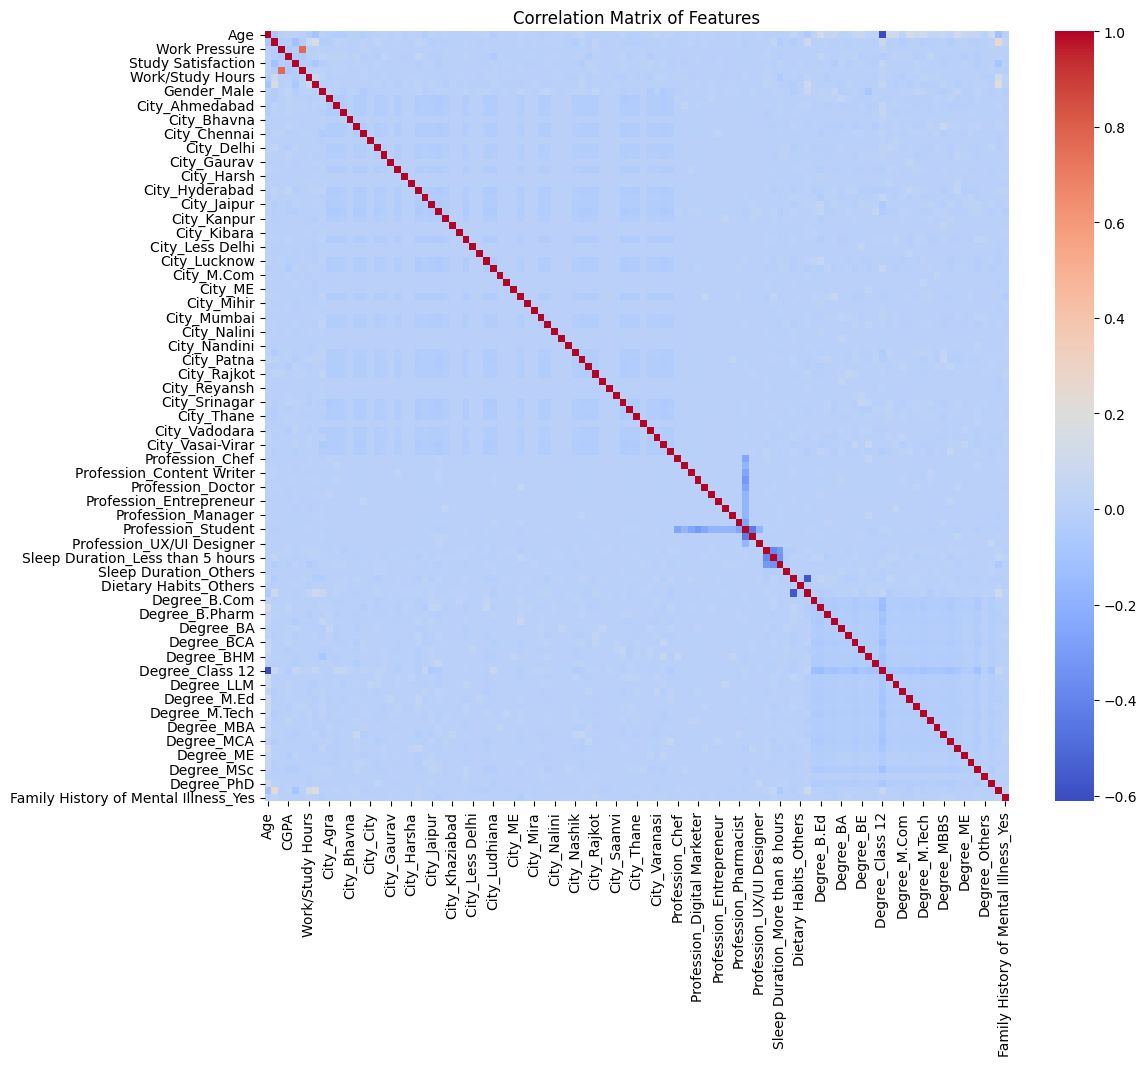 Correlation Matrix of Features
Age
Work Pressure
Study Satisfaction
Work/Study Hours
Gender_Male
City_Ahmedabad
City_Bhavna
City_Chennai
City_Delhi
City_Gaurav
City_Harsh
City_Hyderabad
City_Jaipur
City_Kanpur
City_Kibara
City_Less Delhi
City_Lucknow
City_M.Com
City_ME
City_Mihir
City_Mumbai
City_Nalini
City_Nandini
City_Patna
City_Rajkot
City_Reyansh
City_Srinagar
City_Thane
City_Vadodara
City_Vasai-Virar
Profession_Chef
Profession_Content Writer
Profession_Doctor
Profession_Entrepreneur
Profession_Manager
Profession_Student
Profession_UX/UI Designer
Sleep Duration_Less than 5 hours
Sleep Duration_Others
Dietary Habits_Others
Degree_B.Com
Degree_B.Pharm
Degree_BA
Degree_BCA
Degree_BHM
Degree_Class 12
Degree_LLM
Degree_M.Ed
Degree_M.Tech
Degree_MBA
Degree_MCA
Degree_ME
Degree_MSc
Degree_PhD
Family History of Mental Illness_Yes
Age
CGPA
Work/Study Hours
City_Agra
City_Bhavna
City_City
City_Gaurav
City_Harsha
City_Jaipur
City_Khaziabad
City_Less Delhi
City_Ludhiana
City_ME
City_Mira
City_Nalini
City_Nashik
City_Rajkot
City_Saanvi
City_Thane
City_Varanasi
Profession_Chef
Profession_Digital Marketer
Profession_Entrepreneur
Profession_Pharmacist
Profession_UX/UI Designer
Sleep Duration_More than 8 hours
Dietary Habits_Others
Degree_B.Ed
Degree_BA
Degree_BE
Degree_Class 12
Degree_M.Com
Degree_M.Tech
Degree_MBBS
Degree_ME
Degree_Others
Family History of Mental Illness_Yes
1.0
0.8
0.6
0.4
0.2
0.0
−0.2
−0.4
−0.6